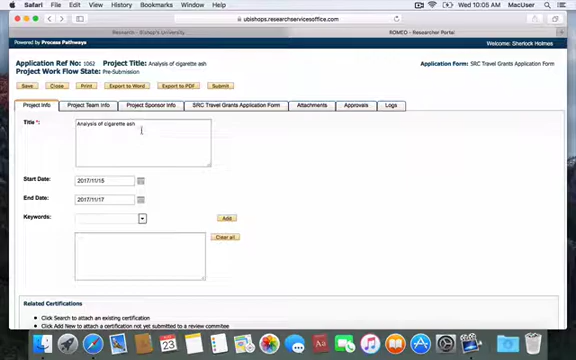 Safari File Edit View History Bookmarks Window Help
Wed 10:05 AM MacUser
ubishops.researchservicesoffice.com
Research - Bishop's University ROMEO - Researcher Portal
Powered by Process Pathways
Welcome: Sherlock Holmes
Application Ref No: 1062 Project Title: Analysis of cigarette ash
Application Form: SRC Travel Grants Application Form
Project Work Flow State: Pre-Submission
Save Close Print Export to Word Export to PDF Submit
Project Info Project Team Info Project Sponsor Info SRC Travel Grants Application Form Attachments Approvals Logs
Title *: Analysis of cigarette ash
Start Date: 2017/11/15
End Date: 2017/11/17
Keywords: Add
Clear all
Related Certifications
• Click Search to attach an existing certification
• Click Add New to attach a certification not yet submitted to a review committee